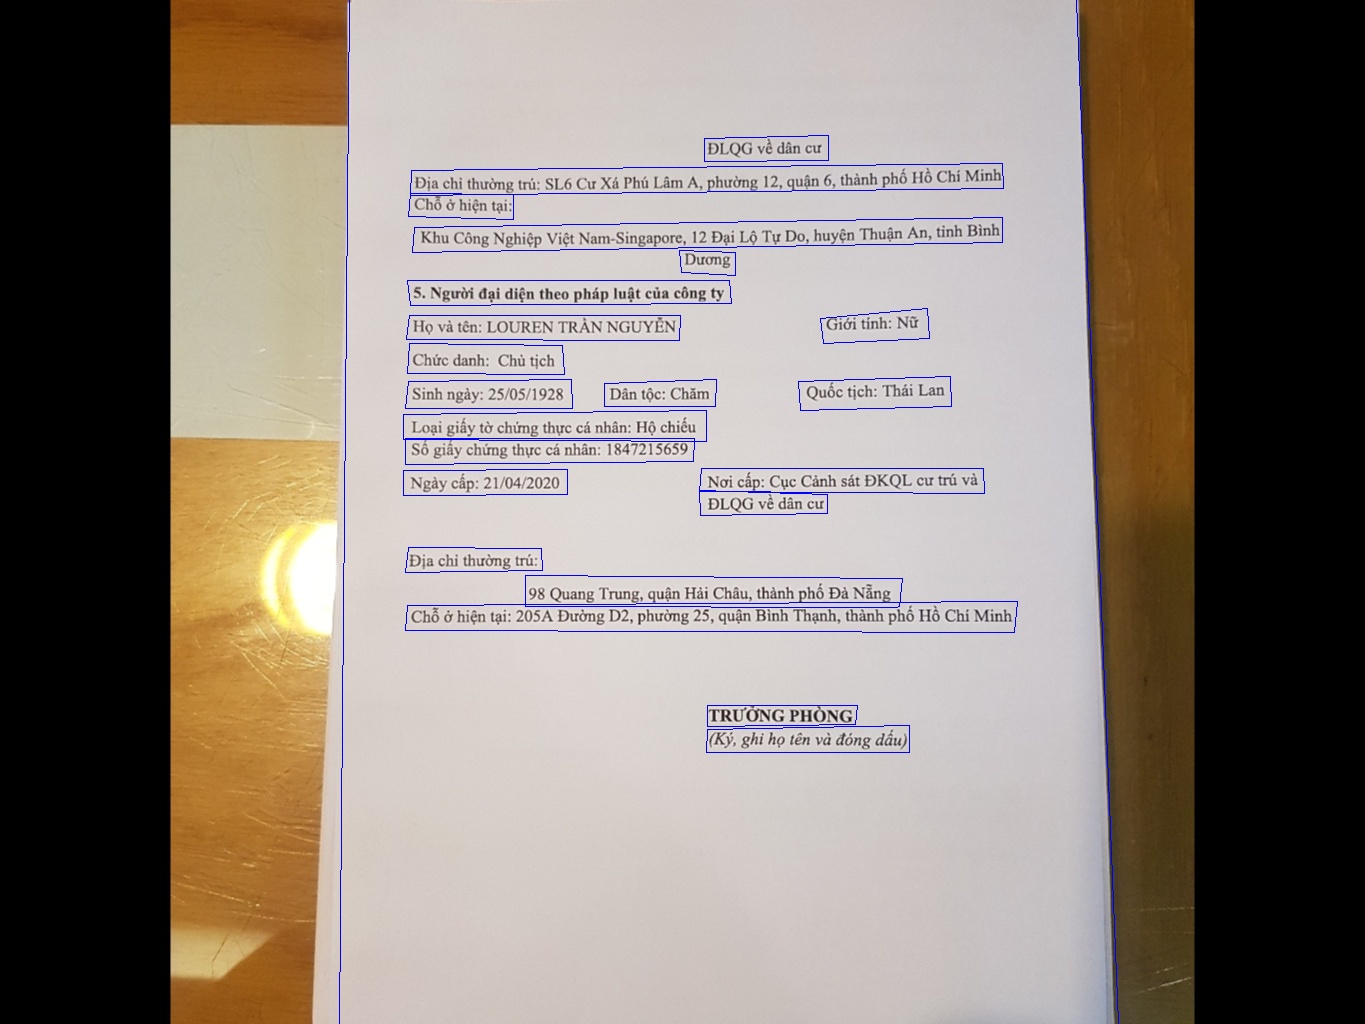 ĐLQG về dân cư
Địa chỉ thường trú: SL6 Cư Xá Phú Lâm A, phường 12, quận 6, thành phố Hồ Chí Minh
Chỗ ở hiện tại:
Khu Công Nghiệp Việt Nam-Singapore, 12 Đại Lộ Tự Do, huyện Thuận An, tỉnh Bình
Dương
5. Người đại diện theo pháp luật của công ty
Họ và tên: LOUREN TRẦN NGUYỄN Giới tính: Nữ
Chức danh: Chủ tịch
Sinh ngày: 25/05/1928 Dân tộc: Chăm Quốc tịch: Thái Lan
Loại giấy tờ chứng thực cá nhân: Hộ chiếu
Số giấy chứng thực cá nhân: 1847215659
Ngày cấp: 21/04/2020 Nơi cấp: Cục Cảnh sát ĐKQL cư trú và
ĐLQG về dân cư
Địa chỉ thường trú:
98 Quang Trung, quận Hải Châu, thành phố Đà Nẵng
Chỗ ở hiện tại: 205A Đường D2, phường 25, quận Bình Thạnh, thành phố Hồ Chí Minh
TRƯỞNG PHÒNG
(Ký, ghi họ tên và đóng dấu)